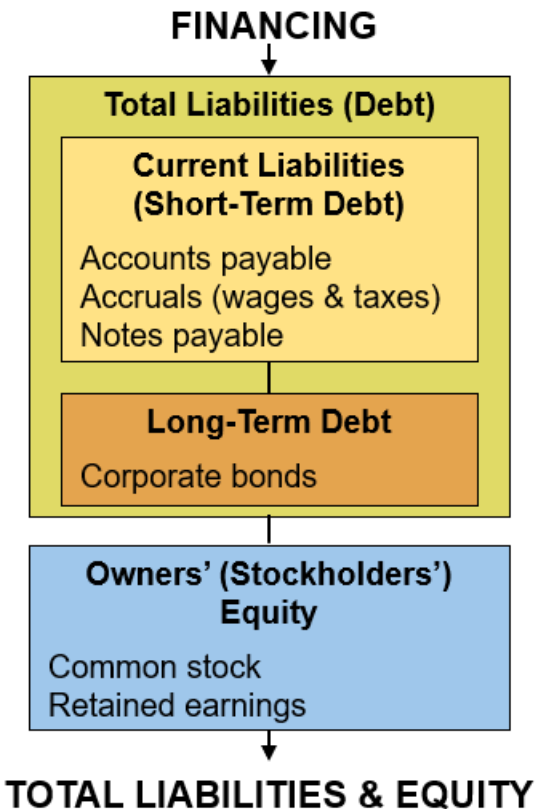 FINANCING
Total Liabilities (Debt)
Current Liabilities
(Short-Term Debt)
Accounts payable
Accruals (wages & taxes)
Notes payable
Long-Term Debt
Corporate bonds
Owners’ (Stockholders’)
Equity
Common stock
Retained earnings
TOTAL LIABILITIES & EQUITY